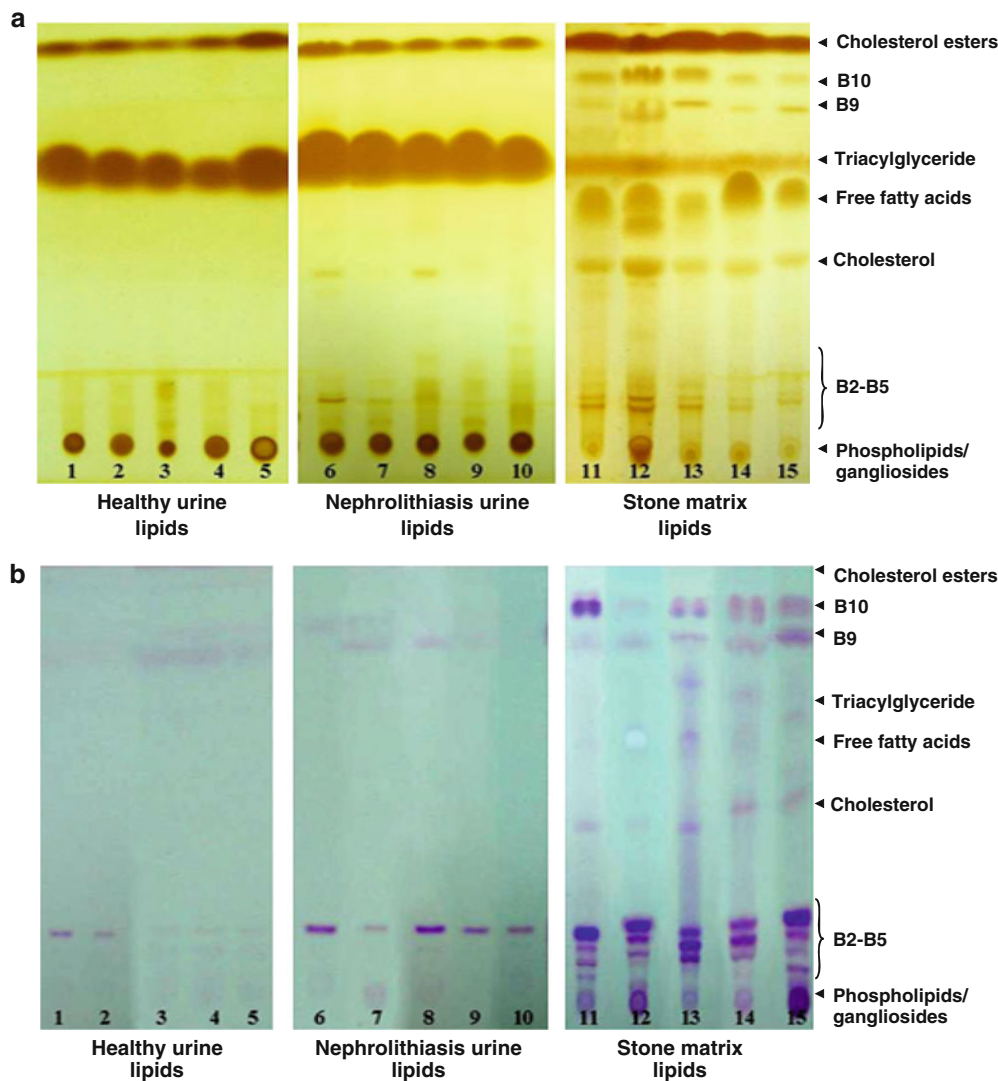 a
Cholesterol esters
B10
B9
Triacylglyceride
Free fatty acids
Cholesterol
B2-B5
Phospholipids/
gangliosides
1 2 3 4 5
6 7 8 9 10
11 12 13 14 15
Healthy urine
lipids
Nephrolithiasis urine
lipids
Stone matrix
lipids
b
Cholesterol esters
B10
B9
Triacylglyceride
Free fatty acids
Cholesterol
B2-B5
Phospholipids/
gangliosides
1 2 3 4 5
6 7 8 9 10
11 12 13 14 15
Healthy urine
lipids
Nephrolithiasis urine
lipids
Stone matrix
lipids